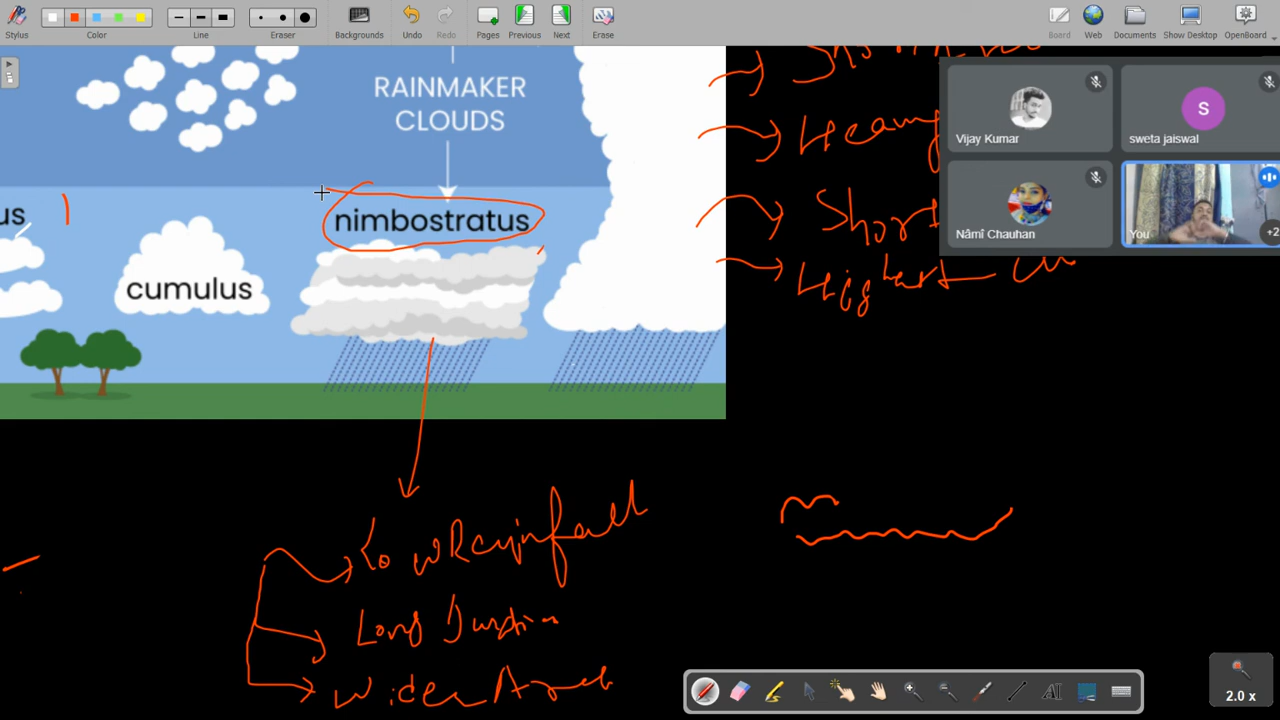 Stylus
Color
Line
Eraser
Backgrounds
Undo
Redo
Pages
Previous
Next
Erase
Board
Web
Documents
Show Desktop
OpenBoard
RAINMAKER
CLOUDS
us
nimbostratus
cumulus
Heavy
Short
Highest
Vijay Kumar
sweta jaiswal
Nâmî Chauhan
You
+2
Low Rainfall
Long Duration
Wider Area
2.0 x